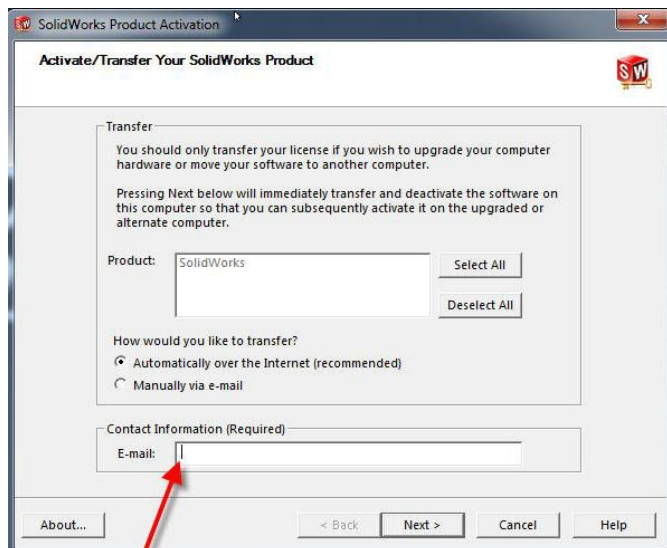 SolidWorks Product Activation
Activate/Transfer Your SolidWorks Product
SW
Transfer
You should only transfer your license if you wish to upgrade your computer
hardware or move your software to another computer.
Pressing Next below will immediately transfer and deactivate the software on
this computer so that you can subsequently activate it on the upgraded or
alternate computer.
Product:
SolidWorks
Select All
Deselect All
How would you like to transfer?
Automatically over the Internet (recommended)
Manually via e-mail
Contact Information (Required)
E-mail:
About...
< Back
Next >
Cancel
Help